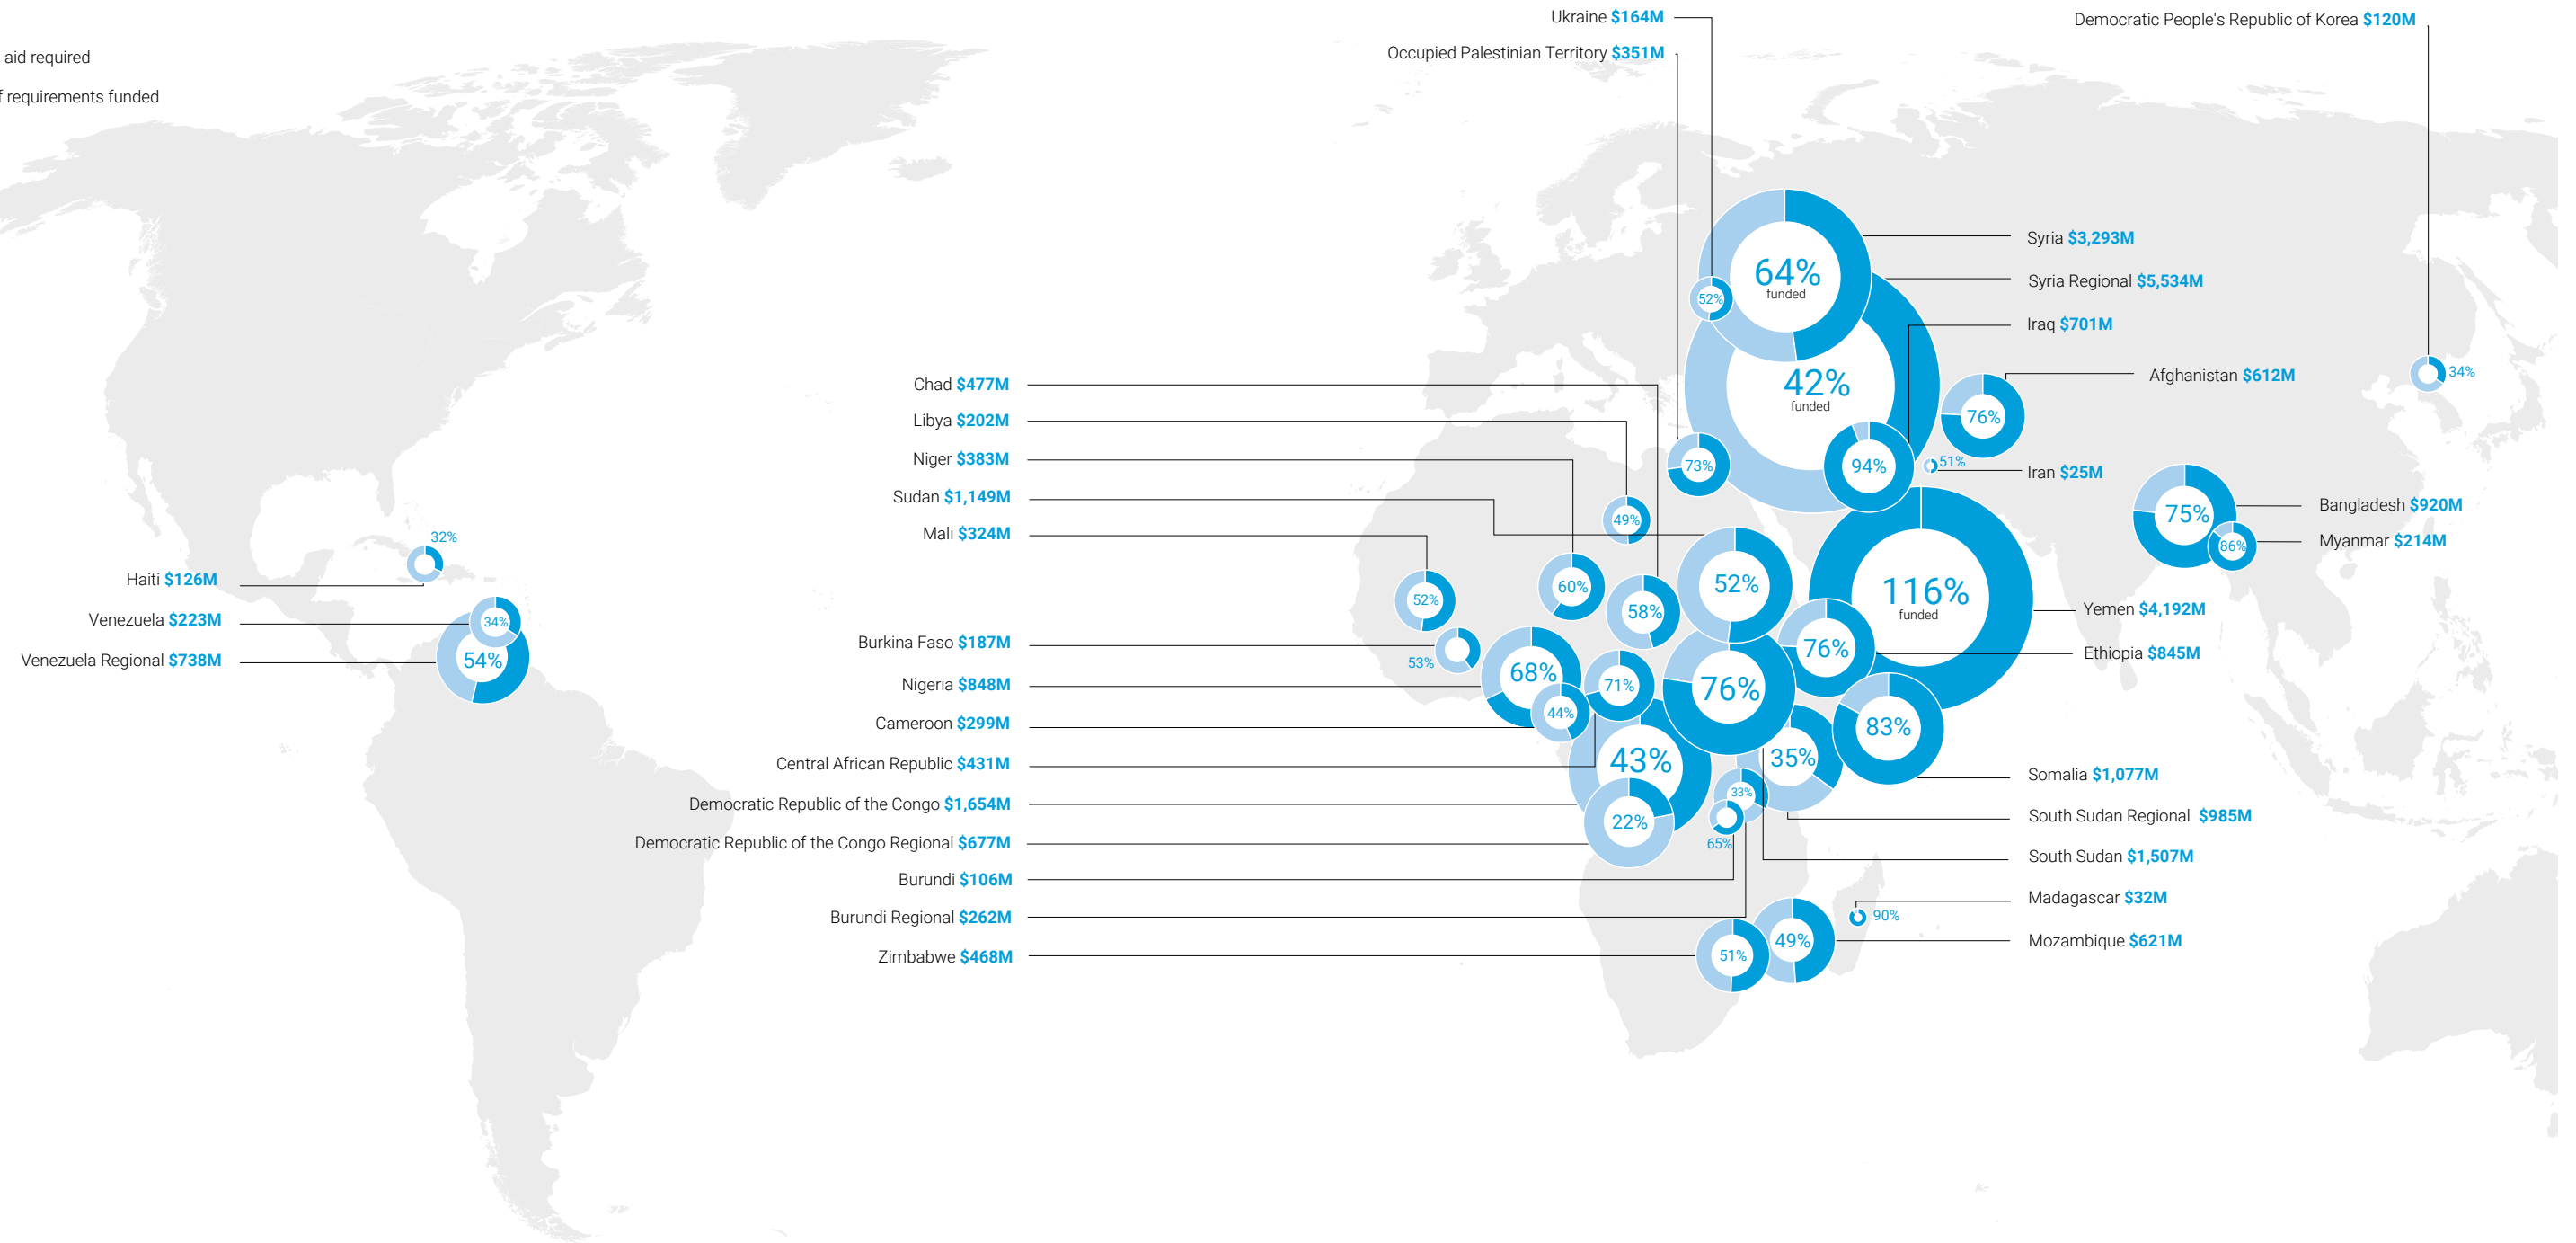 aid required
requirements funded
Ukraine $164M
Occupied Palestinian Territory $351M
Democratic People's Republic of Korea $120M
Syria $3,293M
Syria Regional $5,534M
Iraq $701M
Afghanistan $612M
Iran $25M
Bangladesh $920M
Myanmar $214M
Yemen $4,192M
Ethiopia $845M
Somalia $1,077M
South Sudan Regional $985M
South Sudan $1,507M
Madagascar $32M
Mozambique $621M
Chad $477M
Libya $202M
Niger $383M
Sudan $1,149M
Mali $324M
Burkina Faso $187M
Nigeria $848M
Cameroon $299M
Central African Republic $431M
Democratic Republic of the Congo $1,654M
Democratic Republic of the Congo Regional $677M
Burundi $106M
Burundi Regional $262M
Zimbabwe $468M
Haiti $126M
Venezuela $223M
Venezuela Regional $738M
64%
funded
52%
42%
funded
34%
76%
73%
94%
51%
49%
75%
86%
32%
34%
54%
52%
60%
58%
52%
116%
funded
53%
68%
71%
76%
76%
44%
43%
35%
83%
22%
33%
65%
90%
51%
49%